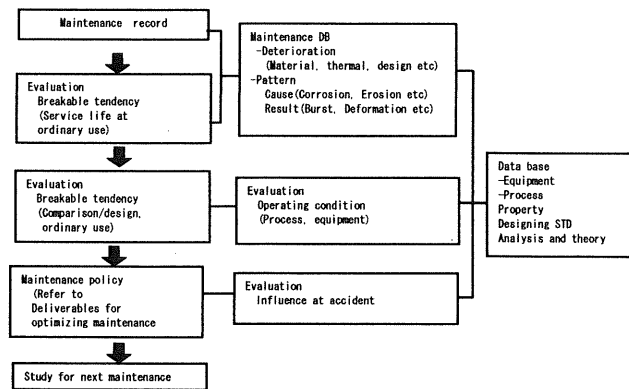 Maintenance record
Evaluation
Breakable tendency
(Service life at
ordinary use)
Evaluation
Breakable tendency
(Comparison/design,
ordinary use)
Maintenance policy
(Refer to
Deliverables for
optimizing maintenance
Study for next maintenance
Maintenance DB
-Deterioration
(Material, thermal, design etc)
-Pattern
Cause(Corrosion, Erosion etc)
Result(Burst, Deformation etc)
Evaluation
Operating condition
(Process, equipment)
Evaluation
Influence at accident
Data base
-Equipment
-Process
Property
Designing STD
Analysis and theory